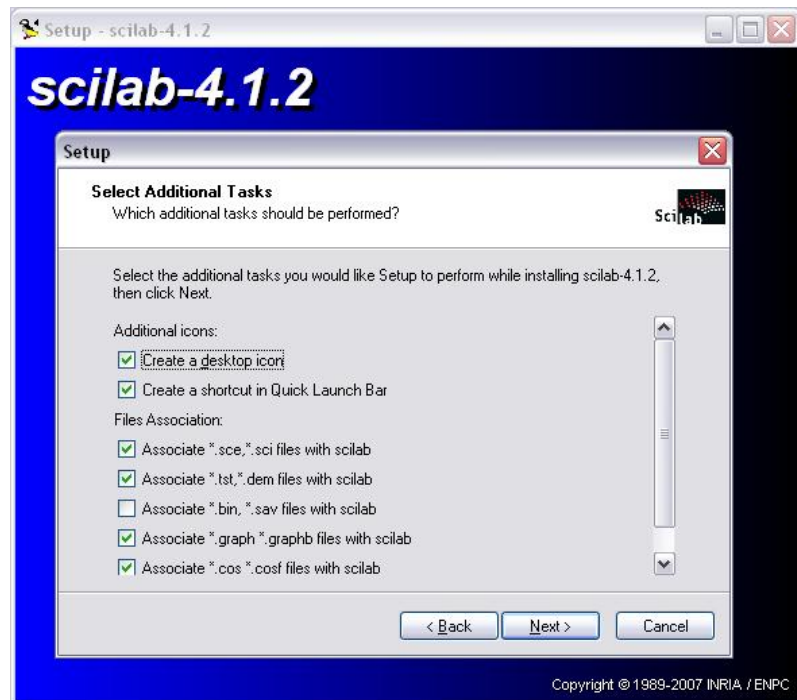 Setup - scilab-4.1.2
scilab-4.1.2
Setup
Select Additional Tasks
Which additional tasks should be performed?
Scilab
Select the additional tasks you would like Setup to perform while installing scilab-4.1.2,
then click Next.
Additional icons:
Create a desktop icon
Create a shortcut in Quick Launch Bar
Files Association:
Associate *.sce,*.sci files with scilab
Associate *.tst,*.dem files with scilab
Associate *.bin, *.sav files with scilab
Associate *.graph *.graphb files with scilab
Associate *.cos *.cosf files with scilab
< Back
Next >
Cancel
Copyright © 1989-2007 INRIA / ENPC